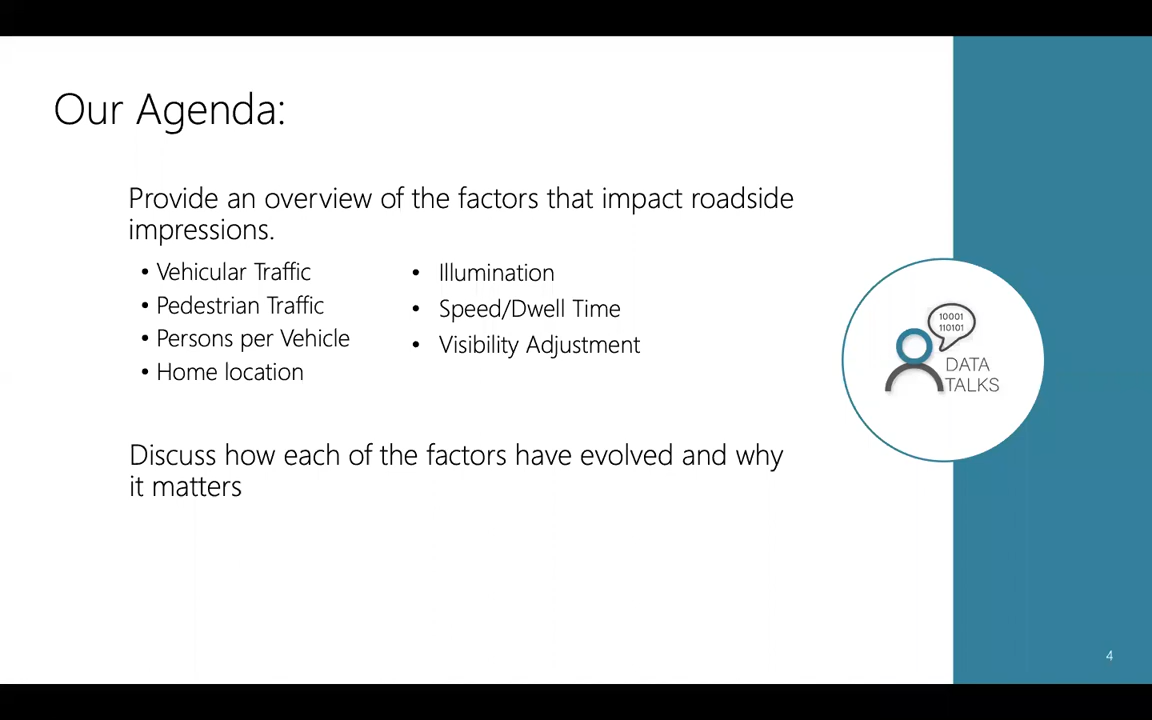 Our Agenda:
Provide an overview of the factors that impact roadside
impressions.
• Vehicular Traffic
• Pedestrian Traffic
• Persons per Vehicle
• Home location
• Illumination
• Speed/Dwell Time
• Visibility Adjustment
Discuss how each of the factors have evolved and why
it matters
10001
110101
DATA
TALKS
4